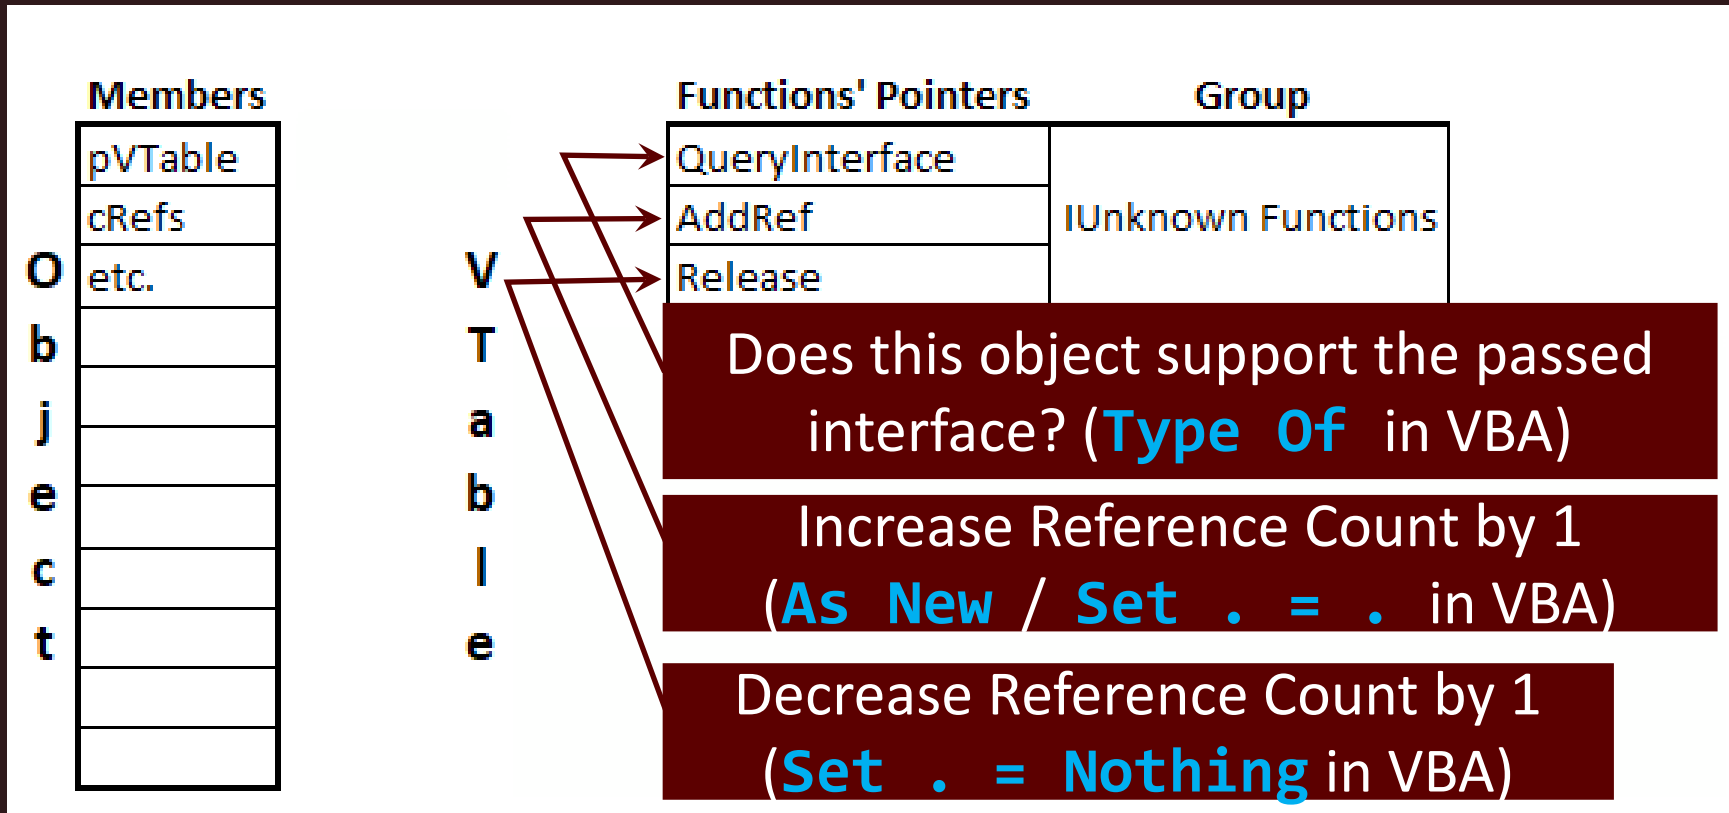 Members
pVTable
cRefs
etc.
Object
VTable
Functions' Pointers Group
QueryInterface
AddRef
Release
IUnknown Functions
Does this object support the passed
interface? (Type Of in VBA)
Increase Reference Count by 1
(As New / Set . = . in VBA)
Decrease Reference Count by 1
(Set . = Nothing in VBA)